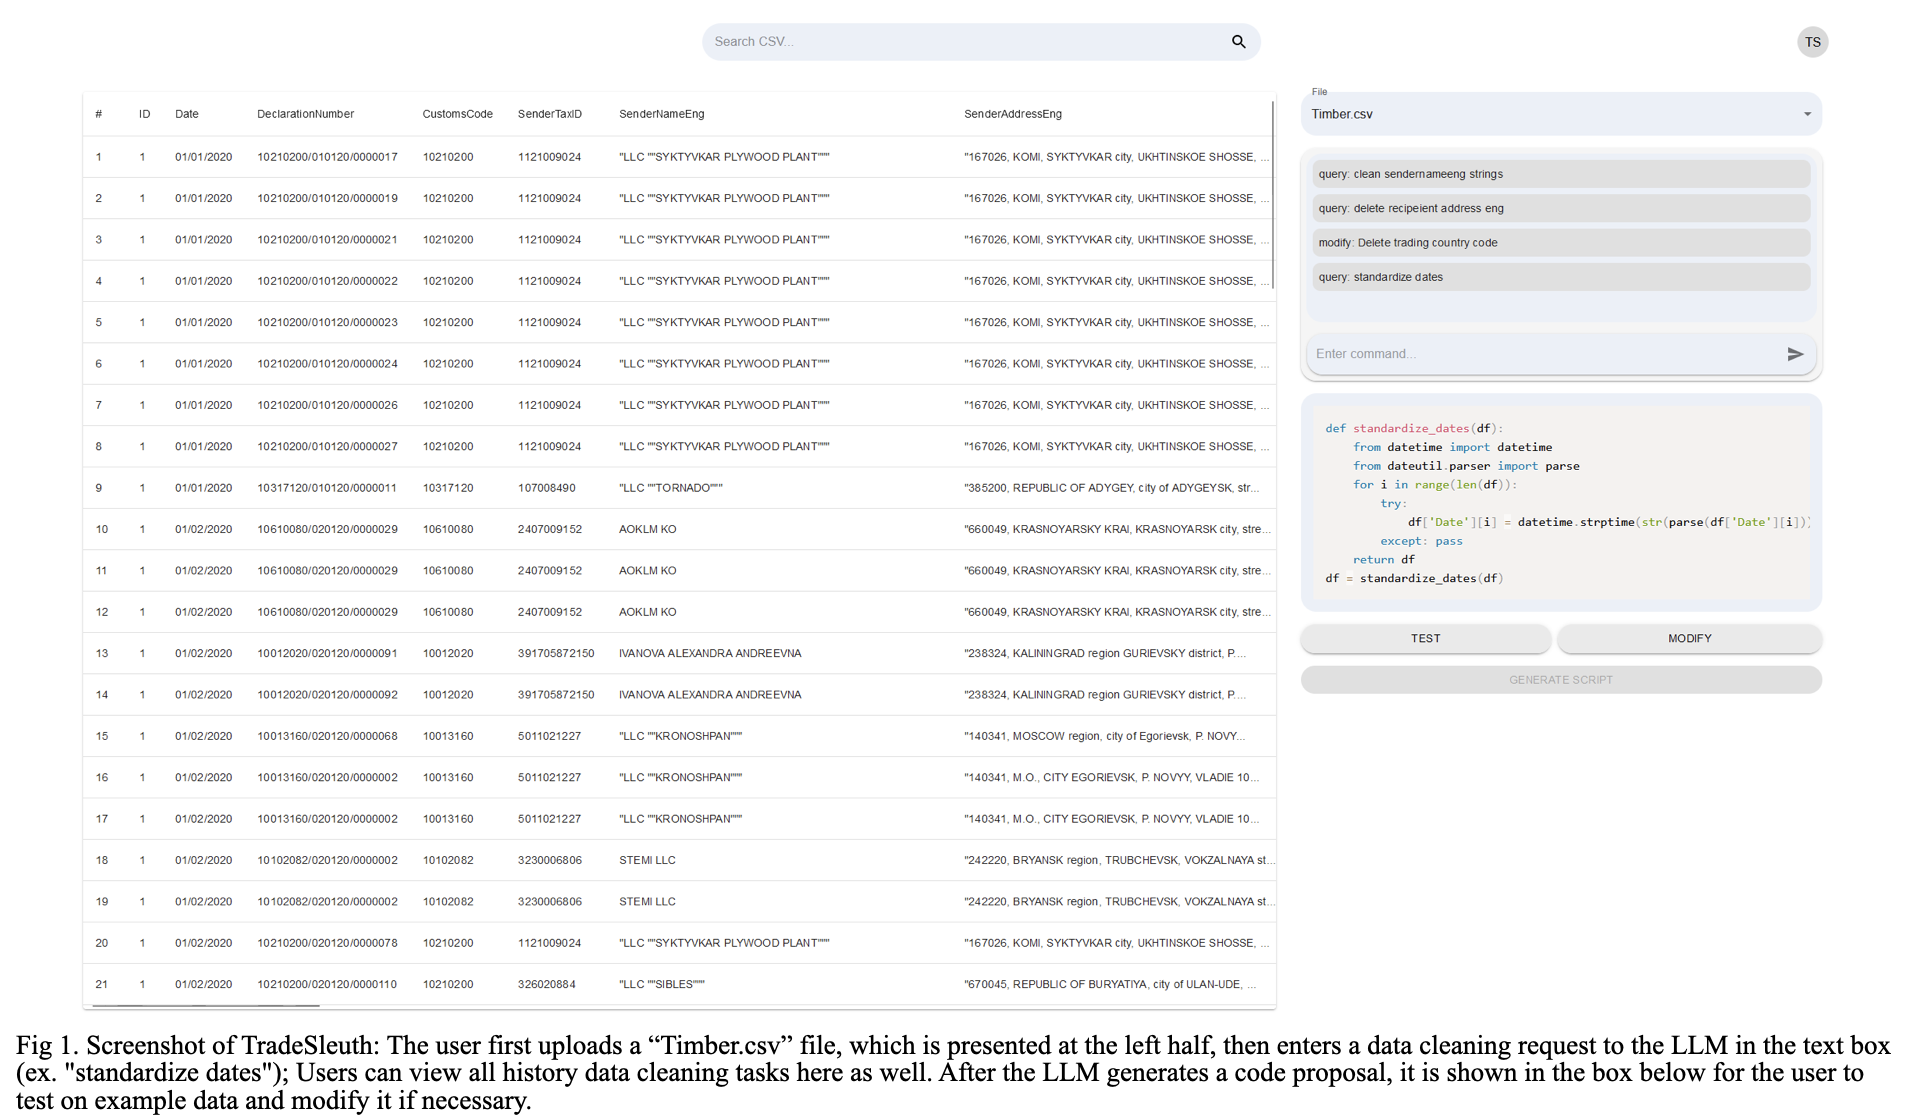 Search CSV...
TS
# ID Date DeclarationNumber CustomsCode SenderTaxID SenderNameEng SenderAddressEng
1 1 01/01/2020 10210200/010120/0000017 10210200 1121009024 "LLC ""SYKTYVKAR PLYWOOD PLANT""" "167026, KOMI, SYKTYVKAR city, UKHTINSKOE SHOSSE, ...
2 1 01/01/2020 10210200/010120/0000019 10210200 1121009024 "LLC ""SYKTYVKAR PLYWOOD PLANT""" "167026, KOMI, SYKTYVKAR city, UKHTINSKOE SHOSSE, ...
3 1 01/01/2020 10210200/010120/0000021 10210200 1121009024 "LLC ""SYKTYVKAR PLYWOOD PLANT""" "167026, KOMI, SYKTYVKAR city, UKHTINSKOE SHOSSE, ...
4 1 01/01/2020 10210200/010120/0000022 10210200 1121009024 "LLC ""SYKTYVKAR PLYWOOD PLANT""" "167026, KOMI, SYKTYVKAR city, UKHTINSKOE SHOSSE, ...
5 1 01/01/2020 10210200/010120/0000023 10210200 1121009024 "LLC ""SYKTYVKAR PLYWOOD PLANT""" "167026, KOMI, SYKTYVKAR city, UKHTINSKOE SHOSSE, ...
6 1 01/01/2020 10210200/010120/0000024 10210200 1121009024 "LLC ""SYKTYVKAR PLYWOOD PLANT""" "167026, KOMI, SYKTYVKAR city, UKHTINSKOE SHOSSE, ...
7 1 01/01/2020 10210200/010120/0000026 10210200 1121009024 "LLC ""SYKTYVKAR PLYWOOD PLANT""" "167026, KOMI, SYKTYVKAR city, UKHTINSKOE SHOSSE, ...
8 1 01/01/2020 10210200/010120/0000027 10210200 1121009024 "LLC ""SYKTYVKAR PLYWOOD PLANT""" "167026, KOMI, SYKTYVKAR city, UKHTINSKOE SHOSSE, ...
9 1 01/01/2020 10317120/010120/0000011 10317120 107008490 "LLC ""TORNADO""" "385200, REPUBLIC OF ADYGEY, city of ADYGEYSK, str...
10 1 01/02/2020 10610080/020120/0000029 10610080 2407009152 AOKLM KO "660049, KRASNOYARSKY KRAI, KRASNOYARSK city, stre...
11 1 01/02/2020 10610080/020120/0000029 10610080 2407009152 AOKLM KO "660049, KRASNOYARSKY KRAI, KRASNOYARSK city, stre...
12 1 01/02/2020 10610080/020120/0000029 10610080 2407009152 AOKLM KO "660049, KRASNOYARSKY KRAI, KRASNOYARSK city, stre...
13 1 01/02/2020 10012020/020120/0000091 10012020 391705872150 IVANOVA ALEXANDRA ANDREEVNA "238324, KALININGRAD region GURIEVSKY district, P....
14 1 01/02/2020 10012020/020120/0000092 10012020 391705872150 IVANOVA ALEXANDRA ANDREEVNA "238324, KALININGRAD region GURIEVSKY district, P....
15 1 01/02/2020 10013160/020120/0000068 10013160 5011021227 "LLC ""KRONOSHPAN""" "140341, MOSCOW region, city of Egorievsk, P. NOVY...
16 1 01/02/2020 10013160/020120/0000002 10013160 5011021227 "LLC ""KRONOSHPAN""" "140341, M.O., CITY EGORIEVSK, P. NOVYY, VLADIE 10...
17 1 01/02/2020 10013160/020120/0000002 10013160 5011021227 "LLC ""KRONOSHPAN""" "140341, M.O., CITY EGORIEVSK, P. NOVYY, VLADIE 10...
18 1 01/02/2020 10102082/020120/0000002 10102082 3230006806 STEMI LLC "242220, BRYANSK region, TRUBCHEVSK, VOKZALNAYA st...
19 1 01/02/2020 10102082/020120/0000002 10102082 3230006806 STEMI LLC "242220, BRYANSK region, TRUBCHEVSK, VOKZALNAYA st...
20 1 01/02/2020 10210200/020120/0000078 10210200 1121009024 "LLC ""SYKTYVKAR PLYWOOD PLANT""" "167026, KOMI, SYKTYVKAR city, UKHTINSKOE SHOSSE, ...
21 1 01/02/2020 10210200/020120/0000110 10210200 326020884 "LLC ""SIBLES""" "670045, REPUBLIC OF BURYATIYA, city of ULAN-UDE, ...
File
Timber.csv
query: clean sendernameeng strings
query: delete recipeient address eng
modify: Delete trading country code
query: standardize dates
Enter command...
def standardize_dates(df):
from datetime import datetime
from dateutil.parser import parse
for i in range(len(df)):
try:
df['Date'][i] = datetime.strptime(str(parse(df['Date'][i]))
except: pass
return df
df = standardize_dates(df)
TEST MODIFY
GENERATE SCRIPT
Fig 1. Screenshot of TradeSleuth: The user first uploads a “Timber.csv” file, which is presented at the left half, then enters a data cleaning request to the LLM in the text box
(ex. "standardize dates"); Users can view all history data cleaning tasks here as well. After the LLM generates a code proposal, it is shown in the box below for the user to
test on example data and modify it if necessary.